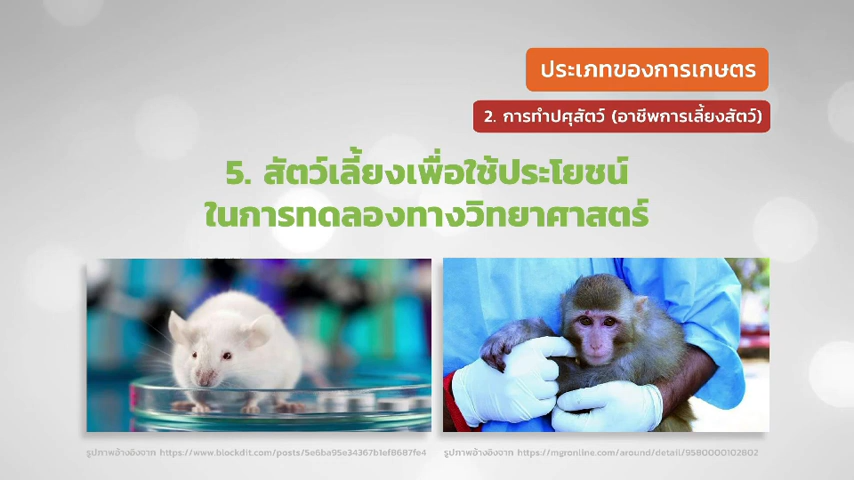 ประเภทของการเกษตร
2. การทำปศุสัตว์ (อาชีพการเลี้ยงสัตว์)
5. สัตว์เลี้ยงเพื่อใช้ประโยชน์
ในการทดลองทางวิทยาศาสตร์
รูปภาพอ้างอิงจาก https://www.blockdit.com/posts/5e6ba95e34367b1ef8687fe4
รูปภาพอ้างอิงจาก https://mgronline.com/around/detail/9580000102802